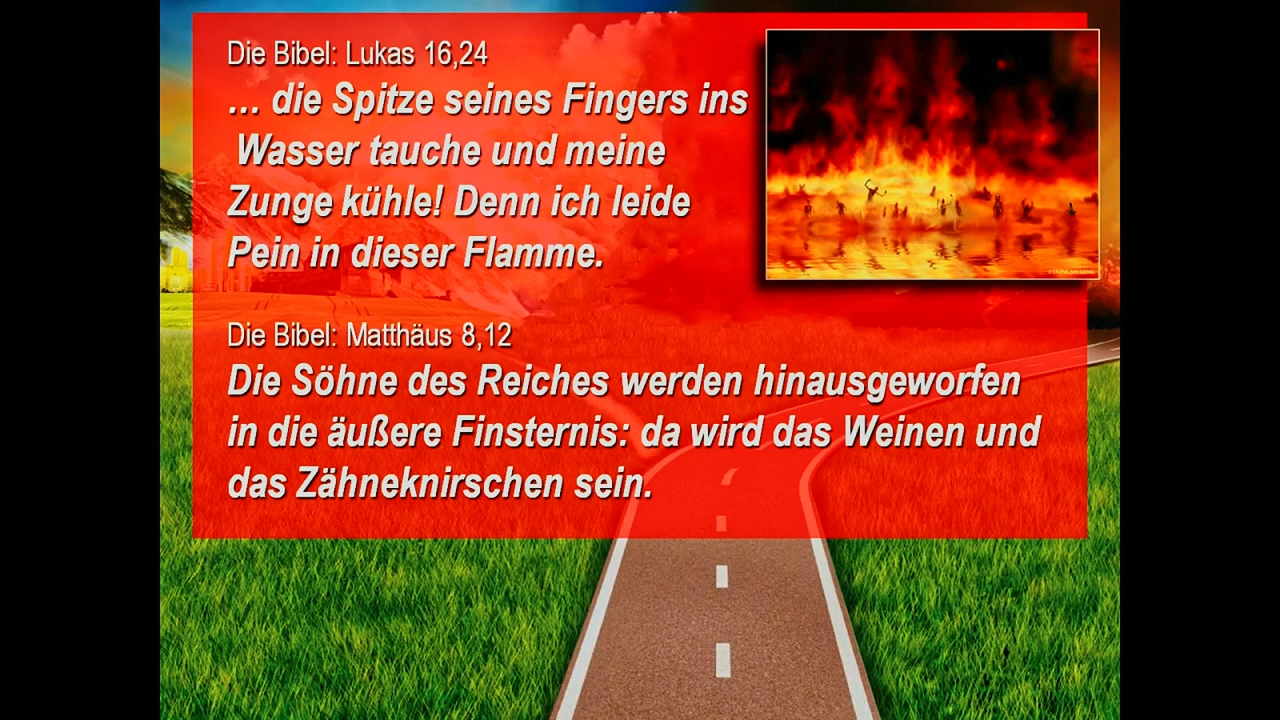 Die Bibel: Lukas 16,24
… die Spitze seines Fingers ins
Wasser tauche und meine
Zunge kühle! Denn ich leide
Pein in dieser Flamme.
Die Bibel: Matthäus 8,12
Die Söhne des Reiches werden hinausgeworfen
in die äußere Finsternis: da wird das Weinen und
das Zähneknirschen sein.